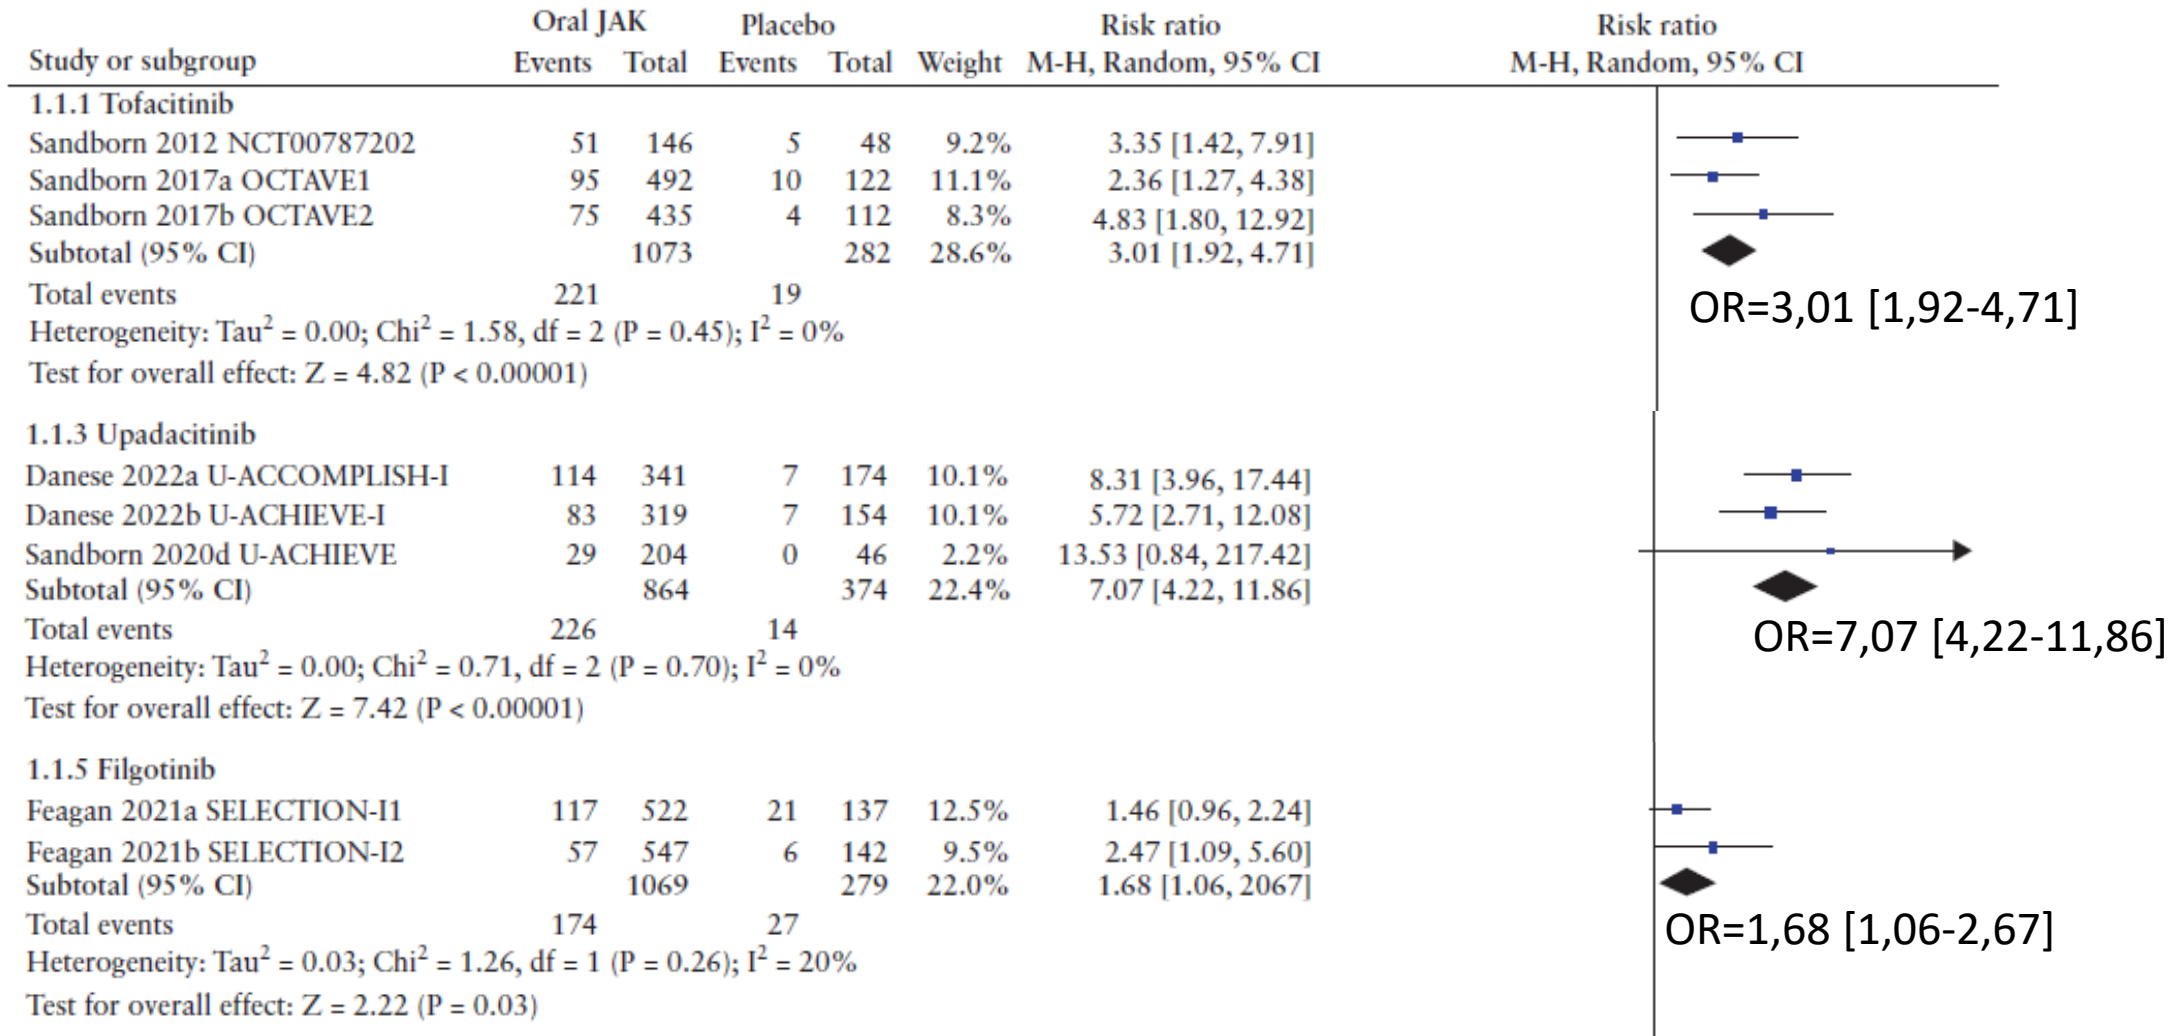 Oral JAK Placebo Risk ratio Risk ratio
Study or subgroup Events Total Events Total Weight M-H, Random, 95% CI M-H, Random, 95% CI
1.1.1 Tofacitinib
Sandborn 2012 NCT00787202 51 146 5 48 9.2% 3.35 [1.42, 7.91]
Sandborn 2017a OCTAVE1 95 492 10 122 11.1% 2.36 [1.27, 4.38]
Sandborn 2017b OCTAVE2 75 435 4 112 8.3% 4.83 [1.80, 12.92]
Subtotal (95% CI) 1073 282 28.6% 3.01 [1.92, 4.71]
Total events 221 19
OR=3,01 [1,92-4,71]
Heterogeneity: Tau² = 0.00; Chi² = 1.58, df = 2 (P = 0.45); I² = 0%
Test for overall effect: Z = 4.82 (P < 0.00001)
1.1.3 Upadacitinib
Danese 2022a U-ACCOMPLISH-I 114 341 7 174 10.1% 8.31 [3.96, 17.44]
Danese 2022b U-ACHIEVE-I 83 319 7 154 10.1% 5.72 [2.71, 12.08]
Sandborn 2020d U-ACHIEVE 29 204 0 46 2.2% 13.53 [0.84, 217.42]
Subtotal (95% CI) 864 374 22.4% 7.07 [4.22, 11.86]
Total events 226 14
OR=7,07 [4,22-11,86]
Heterogeneity: Tau² = 0.00; Chi² = 0.71, df = 2 (P = 0.70); I² = 0%
Test for overall effect: Z = 7.42 (P < 0.00001)
1.1.5 Filgotinib
Feagan 2021a SELECTION-I1 117 522 21 137 12.5% 1.46 [0.96, 2.24]
Feagan 2021b SELECTION-I2 57 547 6 142 9.5% 2.47 [1.09, 5.60]
Subtotal (95% CI) 1069 279 22.0% 1.68 [1.06, 2067]
Total events 174 27
OR=1,68 [1,06-2,67]
Heterogeneity: Tau² = 0.03; Chi² = 1.26, df = 1 (P = 0.26); I² = 20%
Test for overall effect: Z = 2.22 (P = 0.03)